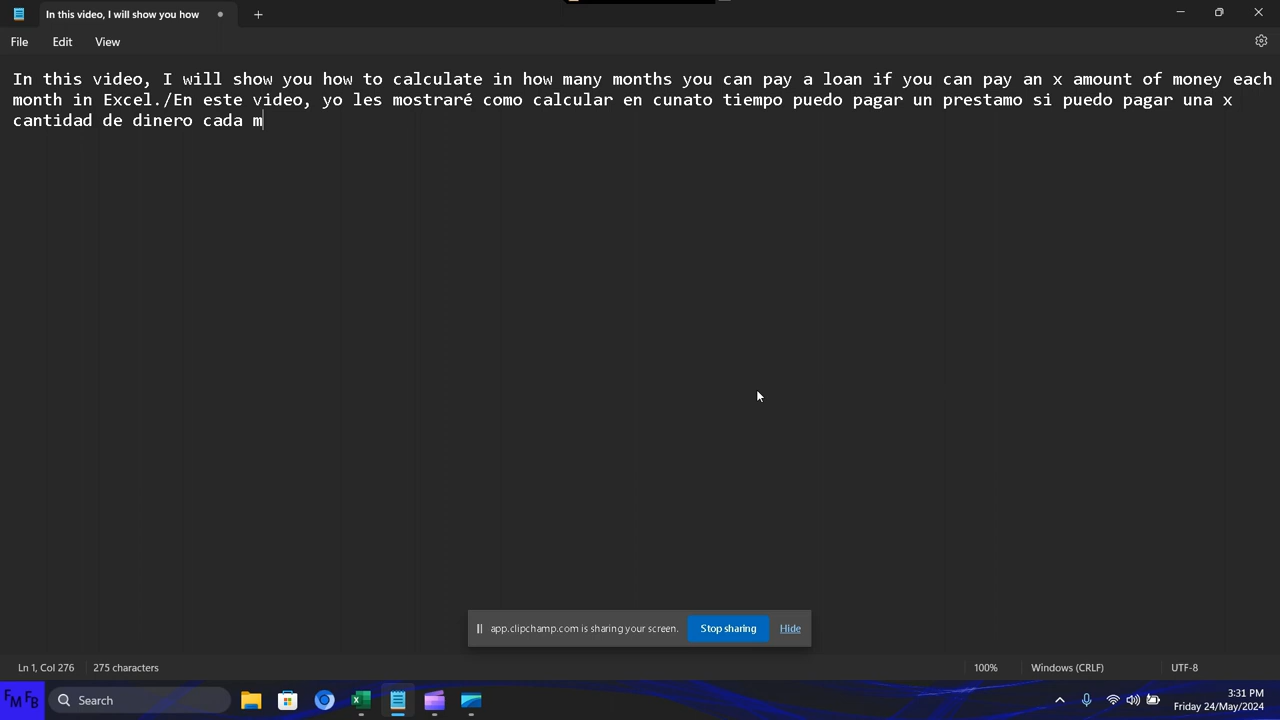 In this video, I will show you how
File
Edit
View
In this video, I will show you how to calculate in how many months you can pay a loan if you can pay an x amount of money each
month in Excel./En este video, yo les mostraré como calcular en cunato tiempo puedo pagar un prestamo si puedo pagar una x
cantidad de dinero cada m
app.clipchamp.com is sharing your screen.
Stop sharing
Hide
Ln 1, Col 276
275 characters
100%
Windows (CRLF)
UTF-8
FMFB
Search
3:31 PM
Friday 24/May/2024